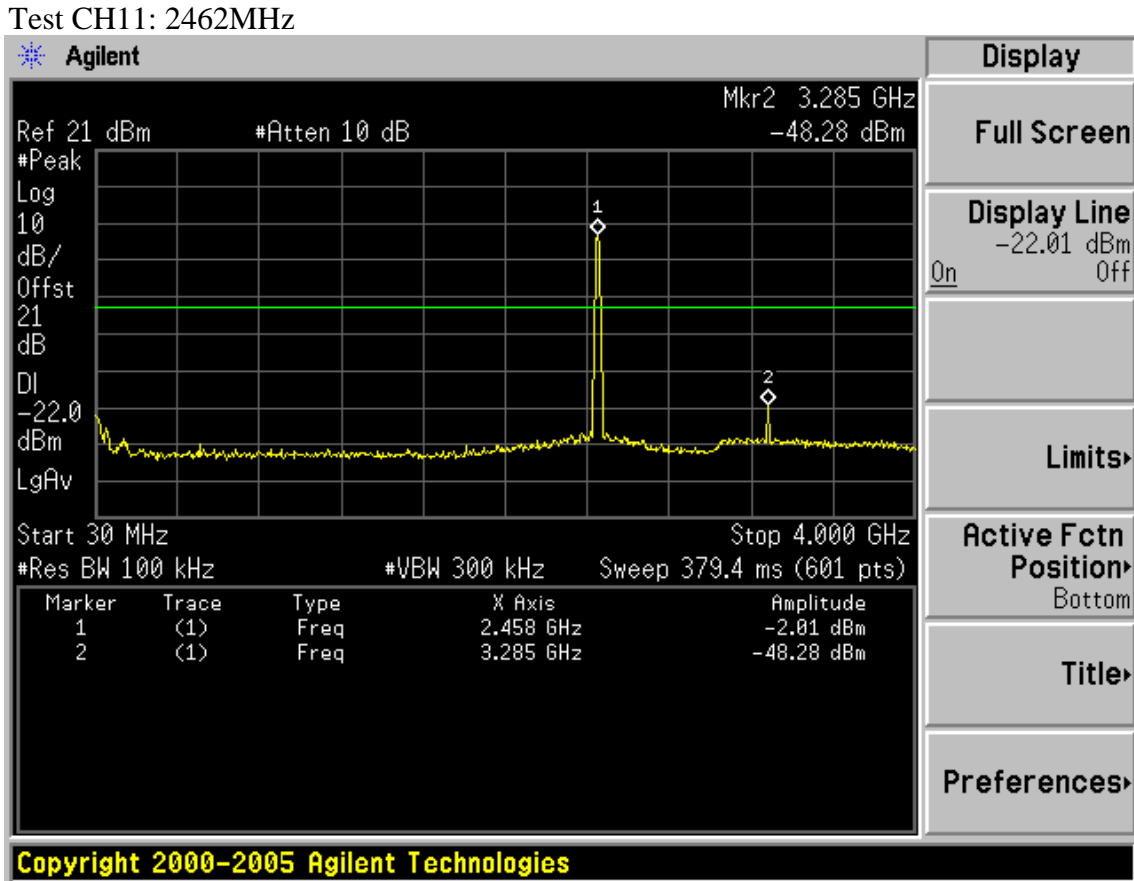 Test CH11: 2462MHz
Agilent
Display
Mkr2 3.285 GHz
Ref 21 dBm #Atten 10 dB -48.28 dBm
#Peak
Log
10
dB/
Offst
21
dB
DI
-22.0
dBm
LgAv
1
2
Start 30 MHz Stop 4.000 GHz
#Res BW 100 kHz #VBW 300 kHz Sweep 379.4 ms (601 pts)
Marker Trace Type X Axis Amplitude
1 (1) Freq 2.458 GHz -2.01 dBm
2 (1) Freq 3.285 GHz -48.28 dBm
Full Screen
Display Line
-22.01 dBm
On Off
Limits
Active Fctn
Position
Bottom
Title
Preferences
Copyright 2000-2005 Agilent Technologies